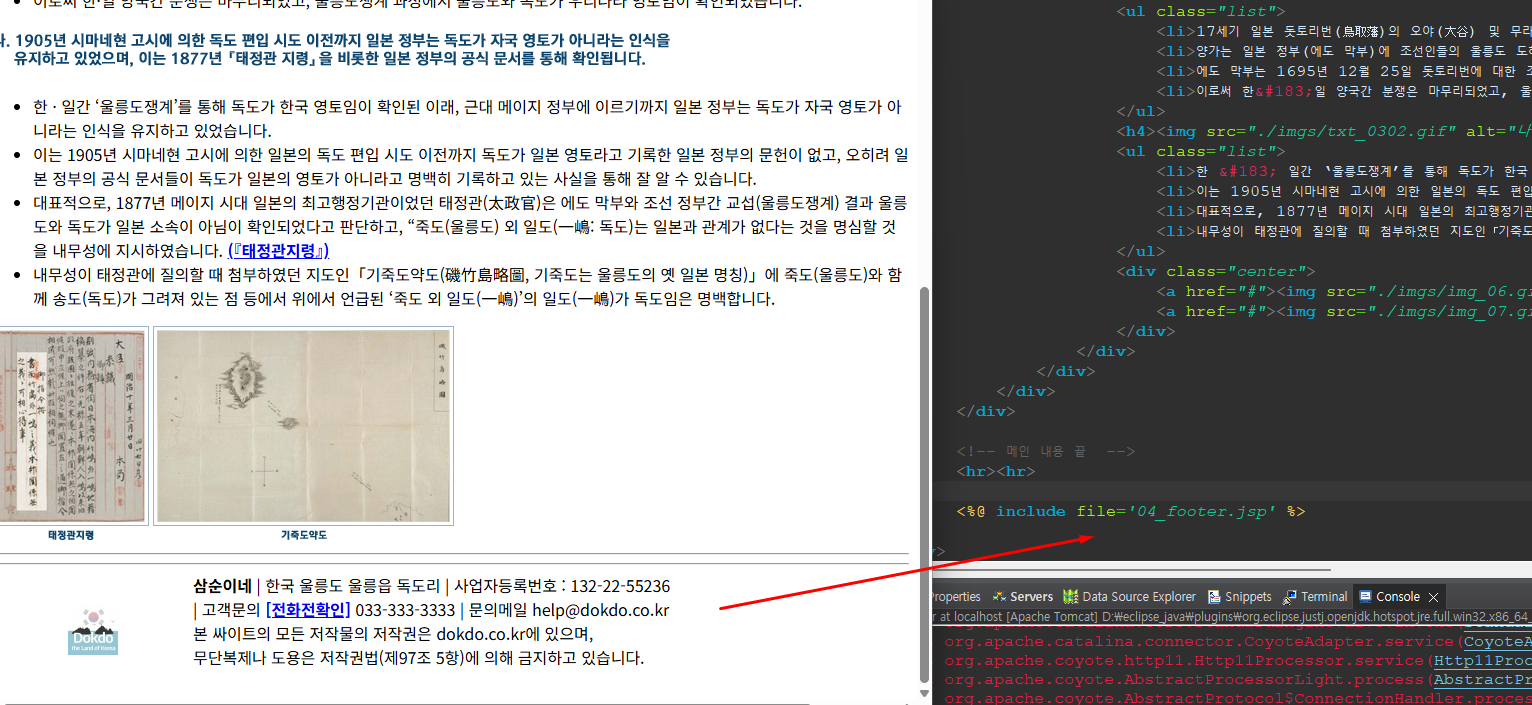 이로써 한·일 양국간 분쟁은 마무리되었고, 울릉도쟁계 과정에서 울릉도와 독도가 우리나라 영토임이 확인되었습니다.
나. 1905년 시마네현 고시에 의한 독도 편입 시도 이전까지 일본 정부는 독도가 자국 영토가 아니라는 인식을
유지하고 있었으며, 이는 1877년 『태정관 지령』을 비롯한 일본 정부의 공식 문서를 통해 확인됩니다.
한 · 일간 ‘울릉도쟁계’를 통해 독도가 한국 영토임이 확인된 이래, 근대 메이지 정부에 이르기까지 일본 정부는 독도가 자국 영토가 아
니라는 인식을 유지하고 있었습니다.
이는 1905년 시마네현 고시에 의한 일본의 독도 편입 시도 이전까지 독도가 일본 영토라고 기록한 일본 정부의 문헌이 없고, 오히려 일
본 정부의 공식 문서들이 독도가 일본의 영토가 아니라고 명백히 기록하고 있는 사실을 통해 잘 알 수 있습니다.
대표적으로, 1877년 메이지 시대 일본의 최고행정기관이었던 태정관(太政官)은 에도 막부와 조선 정부간 교섭(울릉도쟁계) 결과 울릉
도와 독도가 일본 소속이 아님이 확인되었다고 판단하고, “죽도(울릉도) 외 일도(一嶋: 독도)는 일본과 관계가 없다는 것을 명심할 것
을 내무성에 지시하였습니다. (『태정관지령』)
내무성이 태정관에 질의할 때 첨부하였던 지도인「기죽도약도(磯竹島略圖, 기죽도는 울릉도의 옛 일본 명칭)」에 죽도(울릉도)와 함
께 송도(독도)가 그려져 있는 점 등에서 위에서 언급된 ‘죽도 외 일도(一嶋)’의 일도(一嶋)가 독도임은 명백합니다.
磯竹島略圖
태정관지령
기죽도약도
Dokdo
the Land of Korea
삼순이네 | 한국 울릉도 울릉읍 독도리 | 사업자등록번호 : 132-22-55236
| 고객문의 [전화전확인] 033-333-3333 | 문의메일 help@dokdo.co.kr
본 싸이트의 모든 저작물의 저작권은 dokdo.co.kr에 있으며,
무단복제나 도용은 저작권법(제97조 5항)에 의해 금지하고 있습니다.
<ul class="list">
<li>17세기 일본 돗토리번(鳥取藩)의 오야(大谷) 및 무라
<li>양가는 일본 정부(에도 막부)에 조선인들의 울릉도 도
<li>에도 막부는 1695년 12월 25일 돗토리번에 대한 조
<li>이로써 한&#183;일 양국간 분쟁은 마무리되었고, 울
</ul>
<h4><img src="./imgs/txt_0302.gif" alt="나
<ul class="list">
<li>한 &#183; 일간 ‘울릉도쟁계’를 통해 독도가 한국
<li>이는 1905년 시마네현 고시에 의한 일본의 독도 편입
<li>대표적으로, 1877년 메이지 시대 일본의 최고행정기관
<li>내무성이 태정관에 질의할 때 첨부하였던 지도인「기죽도
</ul>
<div class="center">
<a href="#"><img src="./imgs/img_06.gi
<a href="#"><img src="./imgs/img_07.gi
</div>
</div>
</div>
</div>
</div>
<!-- 메인 내용 끝  -->
<hr><hr>
<%@ include file='04_footer.jsp' %>
>
Properties Servers Data Source Explorer Snippets Terminal Console
r at localhost [Apache Tomcat] D:₩eclipse_java₩plugins₩org.eclipse.justj.openjdk.hotspot.jre.full.win32.x86_64_
org.apache.catalina.connector.CoyoteAdapter.service(CoyoteA
org.apache.coyote.http11.Http11Processor.service(Http11Proc
org.apache.coyote.AbstractProcessorLight.process(AbstractPr
org.apache.coyote.AbstractProtocol$ConnectionHandler.proces